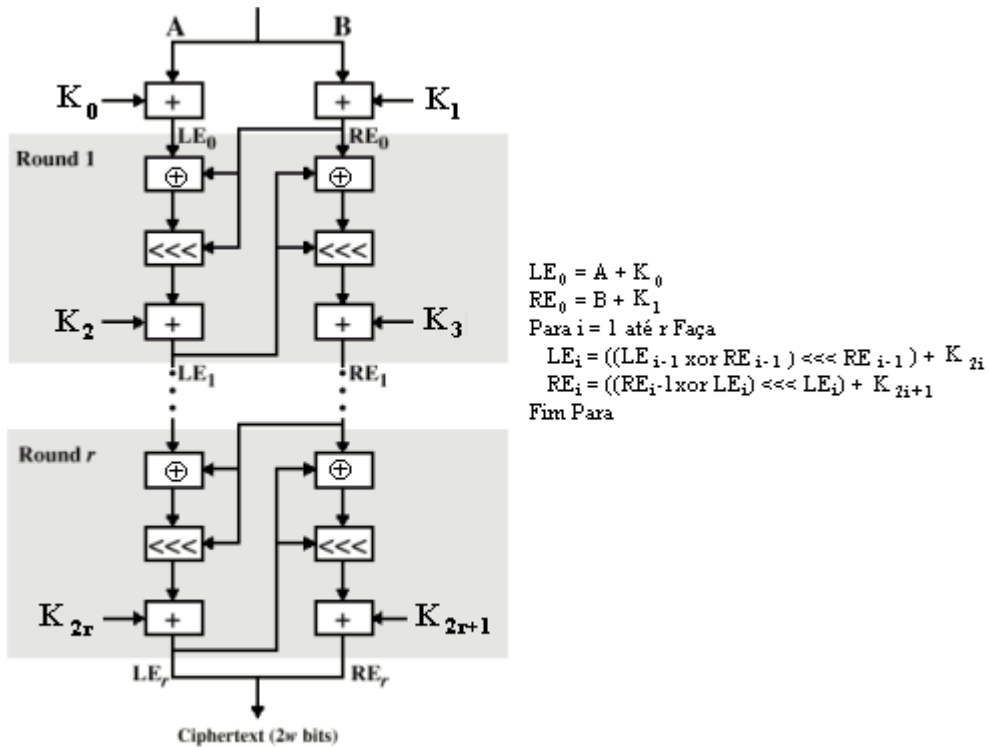 A B
K₀ + + K₁
LE₀ RE₀
Round 1
⊕ ⊕
<<< <<<
K₂ + + K₃
LE₁ RE₁
Round r
⊕ ⊕
<<< <<<
K₂ᵣ + + K₂ᵣ₊₁
LEᵣ REᵣ
Ciphertext (2w bits)
LE₀ = A + K₀
RE₀ = B + K₁
Para i = 1 até r Faça
LEᵢ = ((LEᵢ₋₁ xor REᵢ₋₁) <<< REᵢ₋₁) + K₂ᵢ
REᵢ = ((REᵢ-1xor LEᵢ) <<< LEᵢ) + K₂ᵢ₊₁
Fim Para